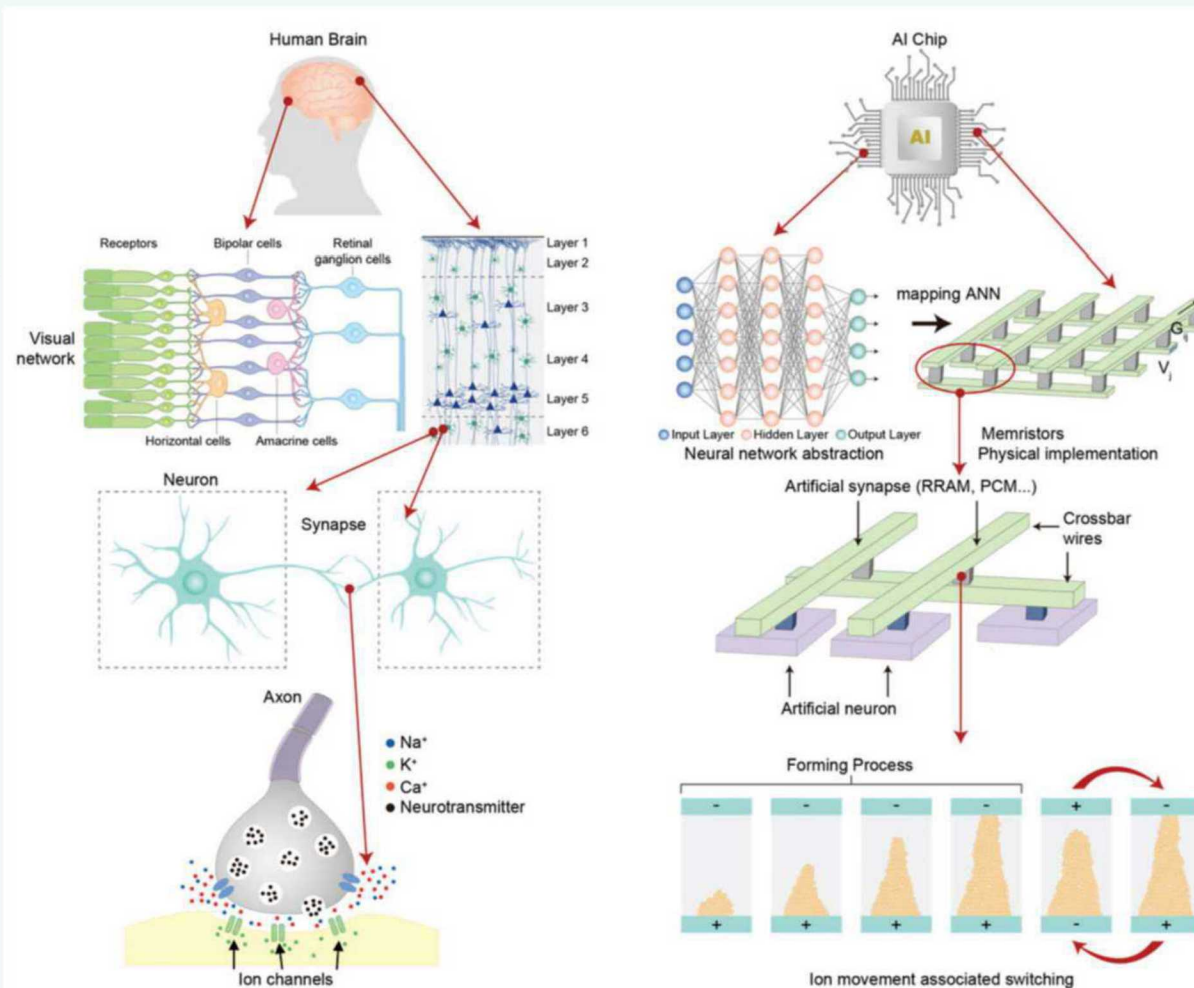 Human Brain
AI Chip
AI
Receptors
Bipolar cells
Retinal
ganglion cells
Visual
network
Horizontal cells
Amacrine cells
Layer 1
Layer 2
Layer 3
Layer 4
Layer 5
Layer 6
mapping ANN
G_ij
V_j
Input Layer
Hidden Layer
Output Layer
Neural network abstraction
Memristors
Physical implementation
Neuron
Synapse
Artificial synapse (RRAM, PCM...)
Crossbar
wires
Artificial neuron
Axon
Na⁺
K⁺
Ca⁺
Neurotransmitter
Ion channels
Forming Process
- - - - + -
+ + + + - +
Ion movement associated switching